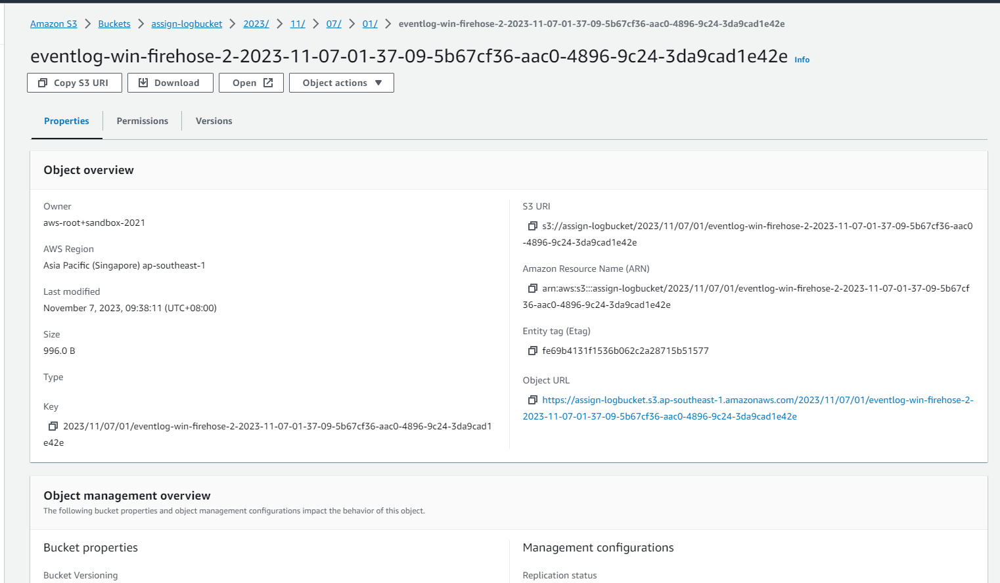 Amazon S3 > Buckets > assign-logbucket > 2023/ > 11/ > 07/ > 01/ > eventlog-win-firehose-2-2023-11-07-01-37-09-5b67cf36-aac0-4896-9c24-3da9cad1e42e
eventlog-win-firehose-2-2023-11-07-01-37-09-5b67cf36-aac0-4896-9c24-3da9cad1e42e Info
Copy S3 URI Download Open Object actions
Properties Permissions Versions
Object overview
Owner
aws-root+sandbox-2021
AWS Region
Asia Pacific (Singapore) ap-southeast-1
Last modified
November 7, 2023, 09:38:11 (UTC+08:00)
Size
996.0 B
Type
Key
2023/11/07/01/eventlog-win-firehose-2-2023-11-07-01-37-09-5b67cf36-aac0-4896-9c24-3da9cad1
e42e
S3 URI
s3://assign-logbucket/2023/11/07/01/eventlog-win-firehose-2-2023-11-07-01-37-09-5b67cf36-aac0
-4896-9c24-3da9cad1e42e
Amazon Resource Name (ARN)
arn:aws:s3:::assign-logbucket/2023/11/07/01/eventlog-win-firehose-2-2023-11-07-01-37-09-5b67cf
36-aac0-4896-9c24-3da9cad1e42e
Entity tag (Etag)
fe69b4131f1536b062c2a28715b51577
Object URL
https://assign-logbucket.s3.ap-southeast-1.amazonaws.com/2023/11/07/01/eventlog-win-firehose-2-
2023-11-07-01-37-09-5b67cf36-aac0-4896-9c24-3da9cad1e42e
Object management overview
The following bucket properties and object management configurations impact the behavior of this object.
Bucket properties
Bucket Versioning
Management configurations
Replication status